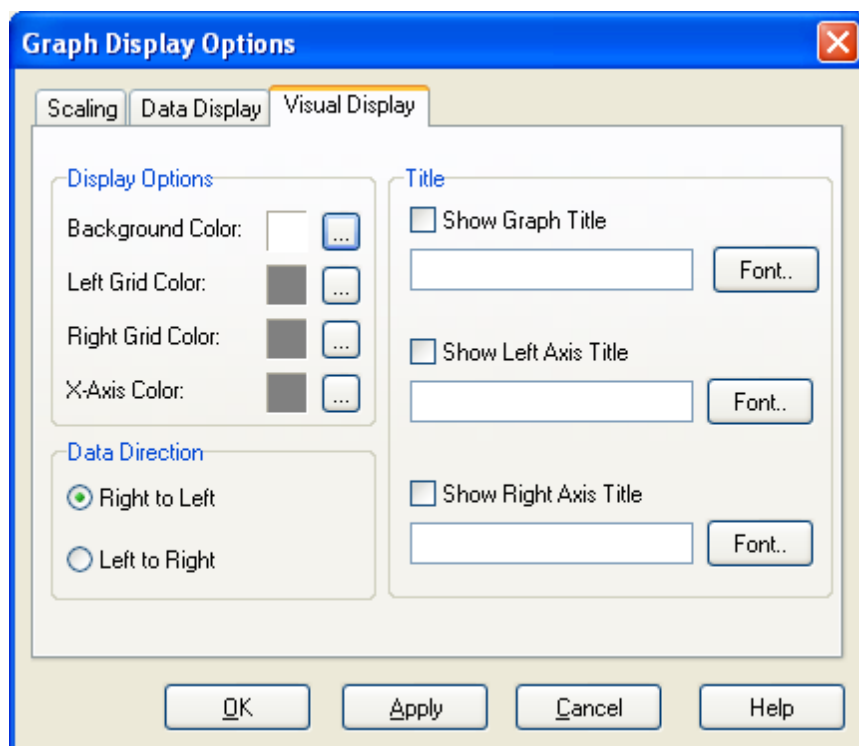 Graph Display Options
Scaling
Data Display
Visual Display
Display Options
Background Color:
...
Left Grid Color:
...
Right Grid Color:
...
X-Axis Color:
...
Data Direction
Right to Left
Left to Right
Title
Show Graph Title
Font..
Show Left Axis Title
Font..
Show Right Axis Title
Font..
OK
Apply
Cancel
Help